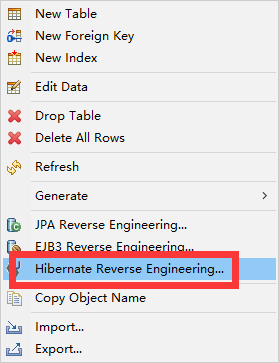 New Table
New Foreign Key
New Index
Edit Data
Drop Table
Delete All Rows
Refresh
Generate
JPA Reverse Engineering...
EJB3 Reverse Engineering...
Hibernate Reverse Engineering...
Copy Object Name
Import...
Export...